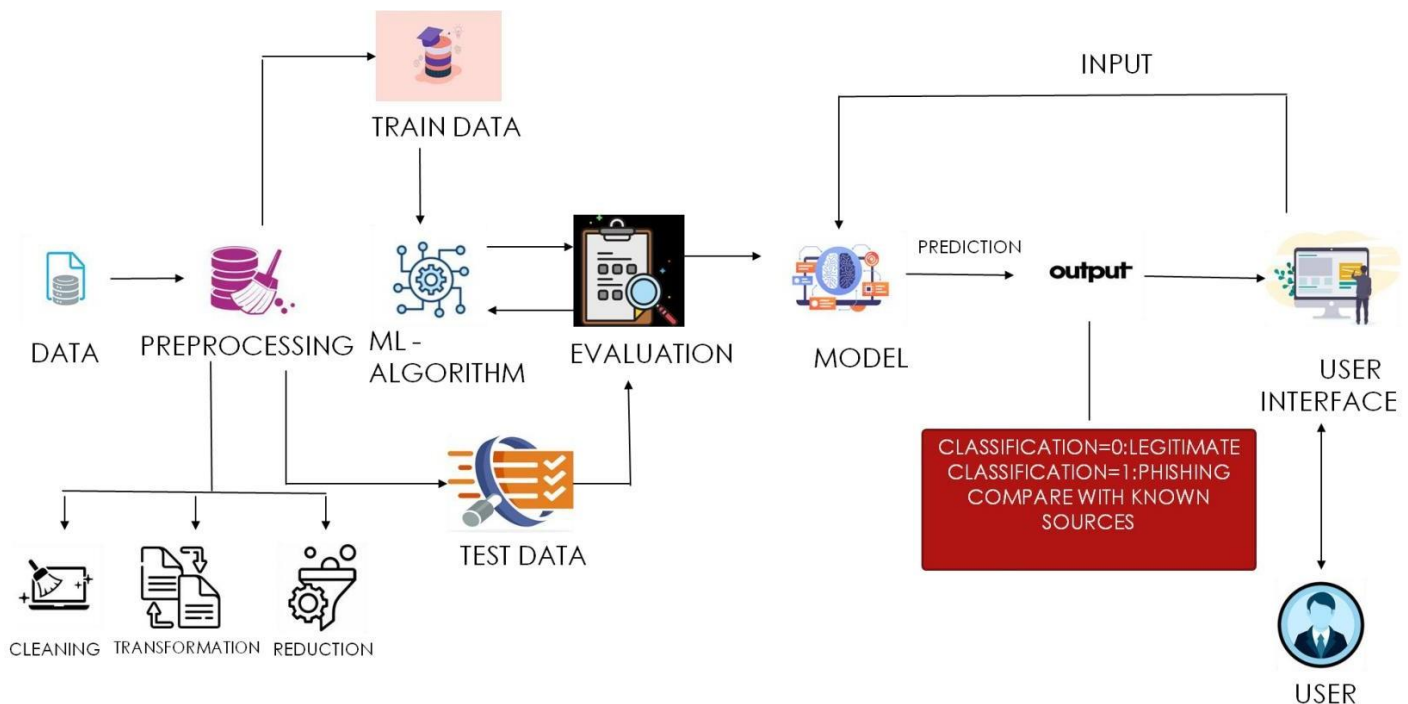 INPUT
TRAIN DATA
PREDICTION
output
DATA
PREPROCESSING
ML -
ALGORITHM
EVALUATION
MODEL
USER
INTERFACE
CLASSIFICATION=0:LEGITIMATE
CLASSIFICATION=1:PHISHING
COMPARE WITH KNOWN
SOURCES
TEST DATA
CLEANING
TRANSFORMATION
REDUCTION
USER